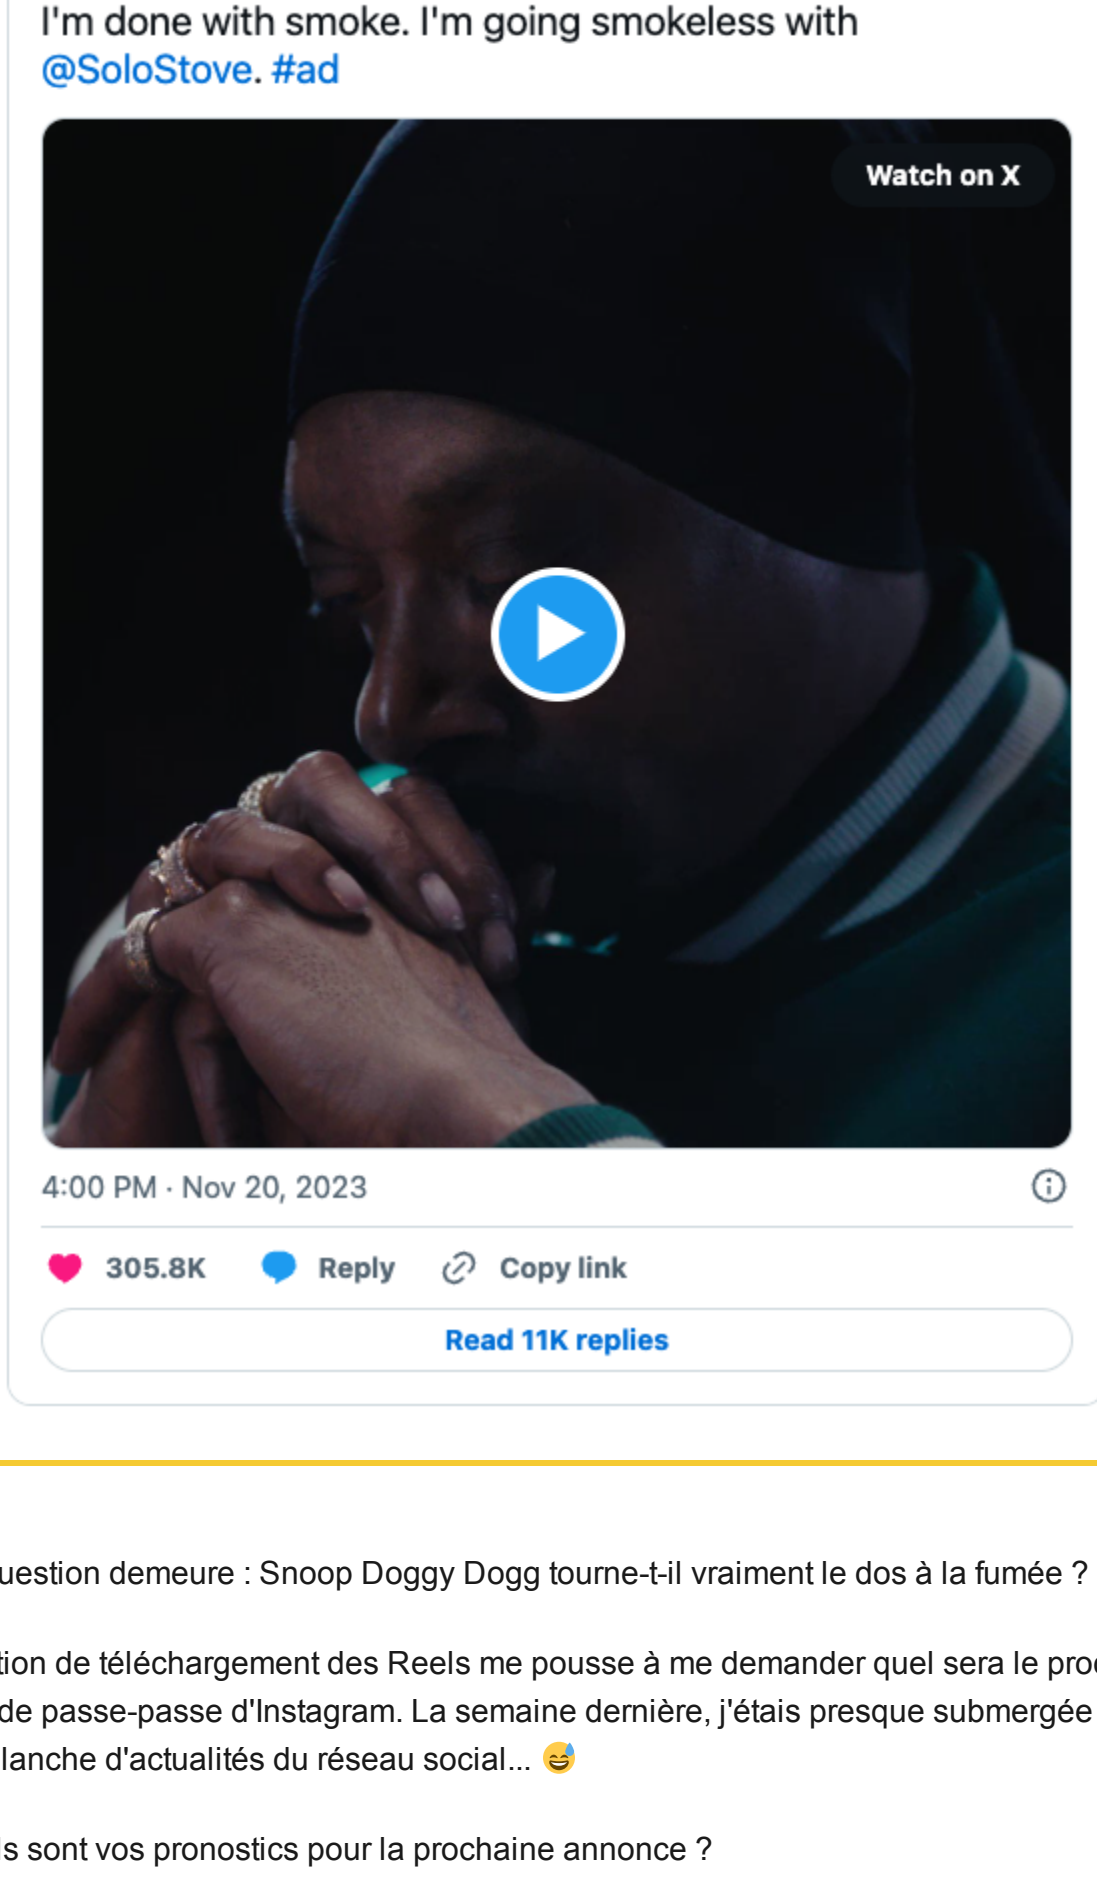 I'm done with smoke. I'm going smokeless with
@SoloStove. #ad
Watch on X
4:00 PM · Nov 20, 2023
305.8K Reply Copy link
Read 11K replies
uestion demeure : Snoop Doggy Dogg tourne-t-il vraiment le dos à la fumée ?
tion de téléchargement des Reels me pousse à me demander quel sera le pro
de passe-passe d'Instagram. La semaine dernière, j'étais presque submergée
lanche d'actualités du réseau social... 😅
ls sont vos pronostics pour la prochaine annonce ?